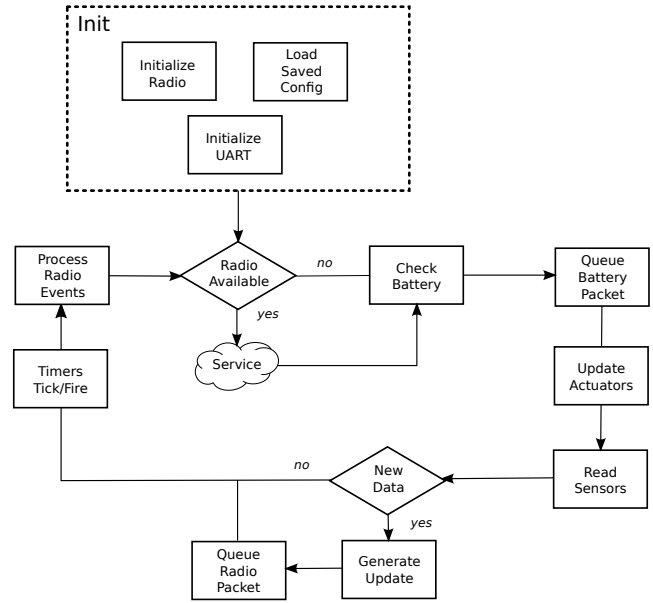 Init
Initialize
Radio
Load
Saved
Config
Initialize
UART
Process
Radio
Events
Radio
Available
no
Check
Battery
Queue
Battery
Packet
yes
Service
Timers
Tick/Fire
Update
Actuators
no
New
Data
Read
Sensors
yes
Queue
Radio
Packet
Generate
Update